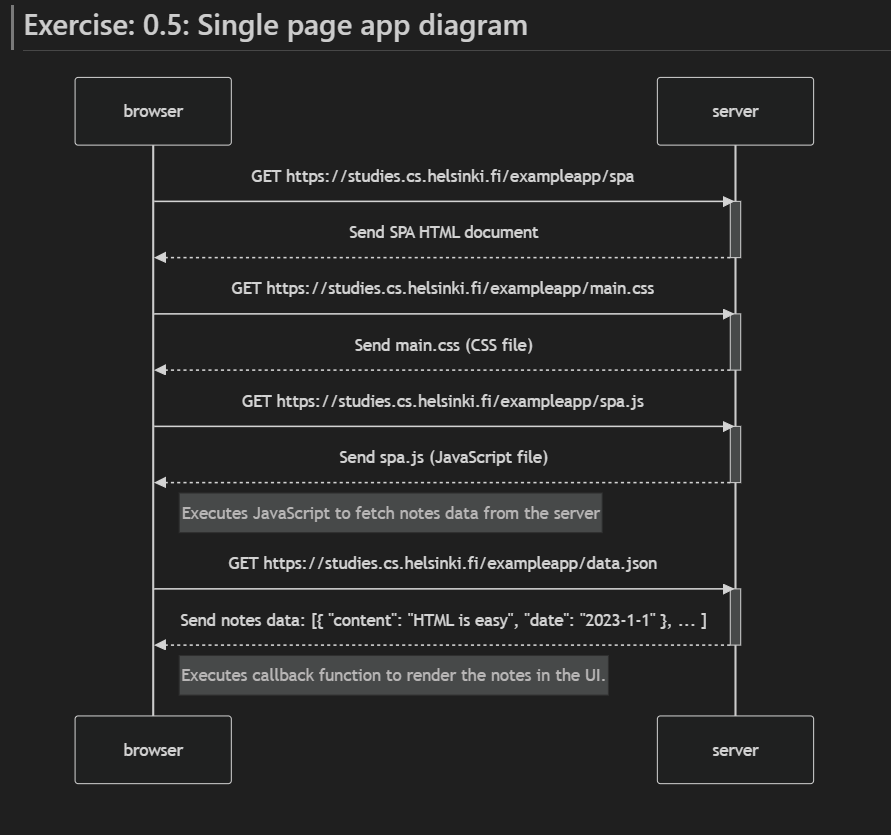 Exercise: 0.5: Single page app diagram
browser
server
GET https://studies.cs.helsinki.fi/exampleapp/spa
Send SPA HTML document
GET https://studies.cs.helsinki.fi/exampleapp/main.css
Send main.css (CSS file)
GET https://studies.cs.helsinki.fi/exampleapp/spa.js
Send spa.js (JavaScript file)
Executes JavaScript to fetch notes data from the server
GET https://studies.cs.helsinki.fi/exampleapp/data.json
Send notes data: [{ "content": "HTML is easy", "date": "2023-1-1" }, ... ]
Executes callback function to render the notes in the UI.
browser
server